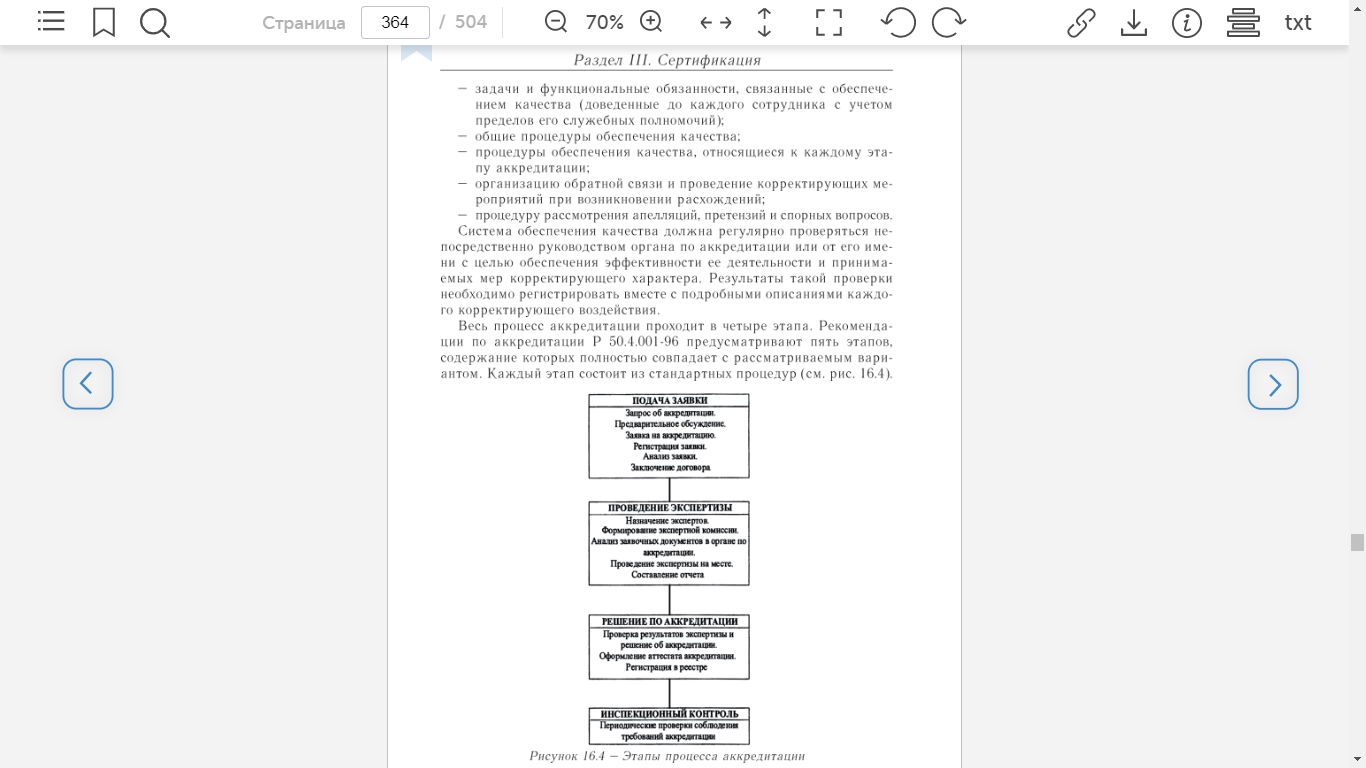 Страница 364 / 504 70% txt
Раздел III. Сертификация
– задачи и функциональные обязанности, связанные с обеспече-
нием качества (доведенные до каждого сотрудника с учетом
пределов его служебных полномочий);
– общие процедуры обеспечения качества;
– процедуры обеспечения качества, относящиеся к каждому эта-
пу аккредитации;
– организацию обратной связи и проведение корректирующих ме-
роприятий при возникновении расхождений;
– процедуру рассмотрения апелляций, претензий и спорных вопросов.
Система обеспечения качества должна регулярно проверяться не-
посредственно руководством органа по аккредитации или от его име-
ни с целью обеспечения эффективности ее деятельности и принима-
емых мер корректирующего характера. Результаты такой проверки
необходимо регистрировать вместе с подробными описаниями каждо-
го корректирующего воздействия.
Весь процесс аккредитации проходит в четыре этапа. Рекоменда-
ции по аккредитации Р 50.4.001-96 предусматривают пять этапов,
содержание которых полностью совпадает с рассматриваемым вари-
антом. Каждый этап состоит из стандартных процедур (см. рис. 16.4).
ПОДАЧА ЗАЯВКИ
Запрос об аккредитации.
Предварительное обсуждение.
Заявка на аккредитацию.
Регистрация заявки.
Анализ заявки.
Заключение договора
ПРОВЕДЕНИЕ ЭКСПЕРТИЗЫ
Назначение экспертов.
Формирование экспертной комиссии.
Анализ заявочных документов в органе по
аккредитации.
Проведение экспертизы на месте.
Составление отчета
РЕШЕНИЕ ПО АККРЕДИТАЦИИ
Проверка результатов экспертизы и
решение об аккредитации.
Оформление аттестата аккредитации.
Регистрация в реестре
ИНСПЕКЦИОННЫЙ КОНТРОЛЬ
Периодические проверки соблюдения
требований аккредитации
Рисунок 16.4 – Этапы процесса аккредитации